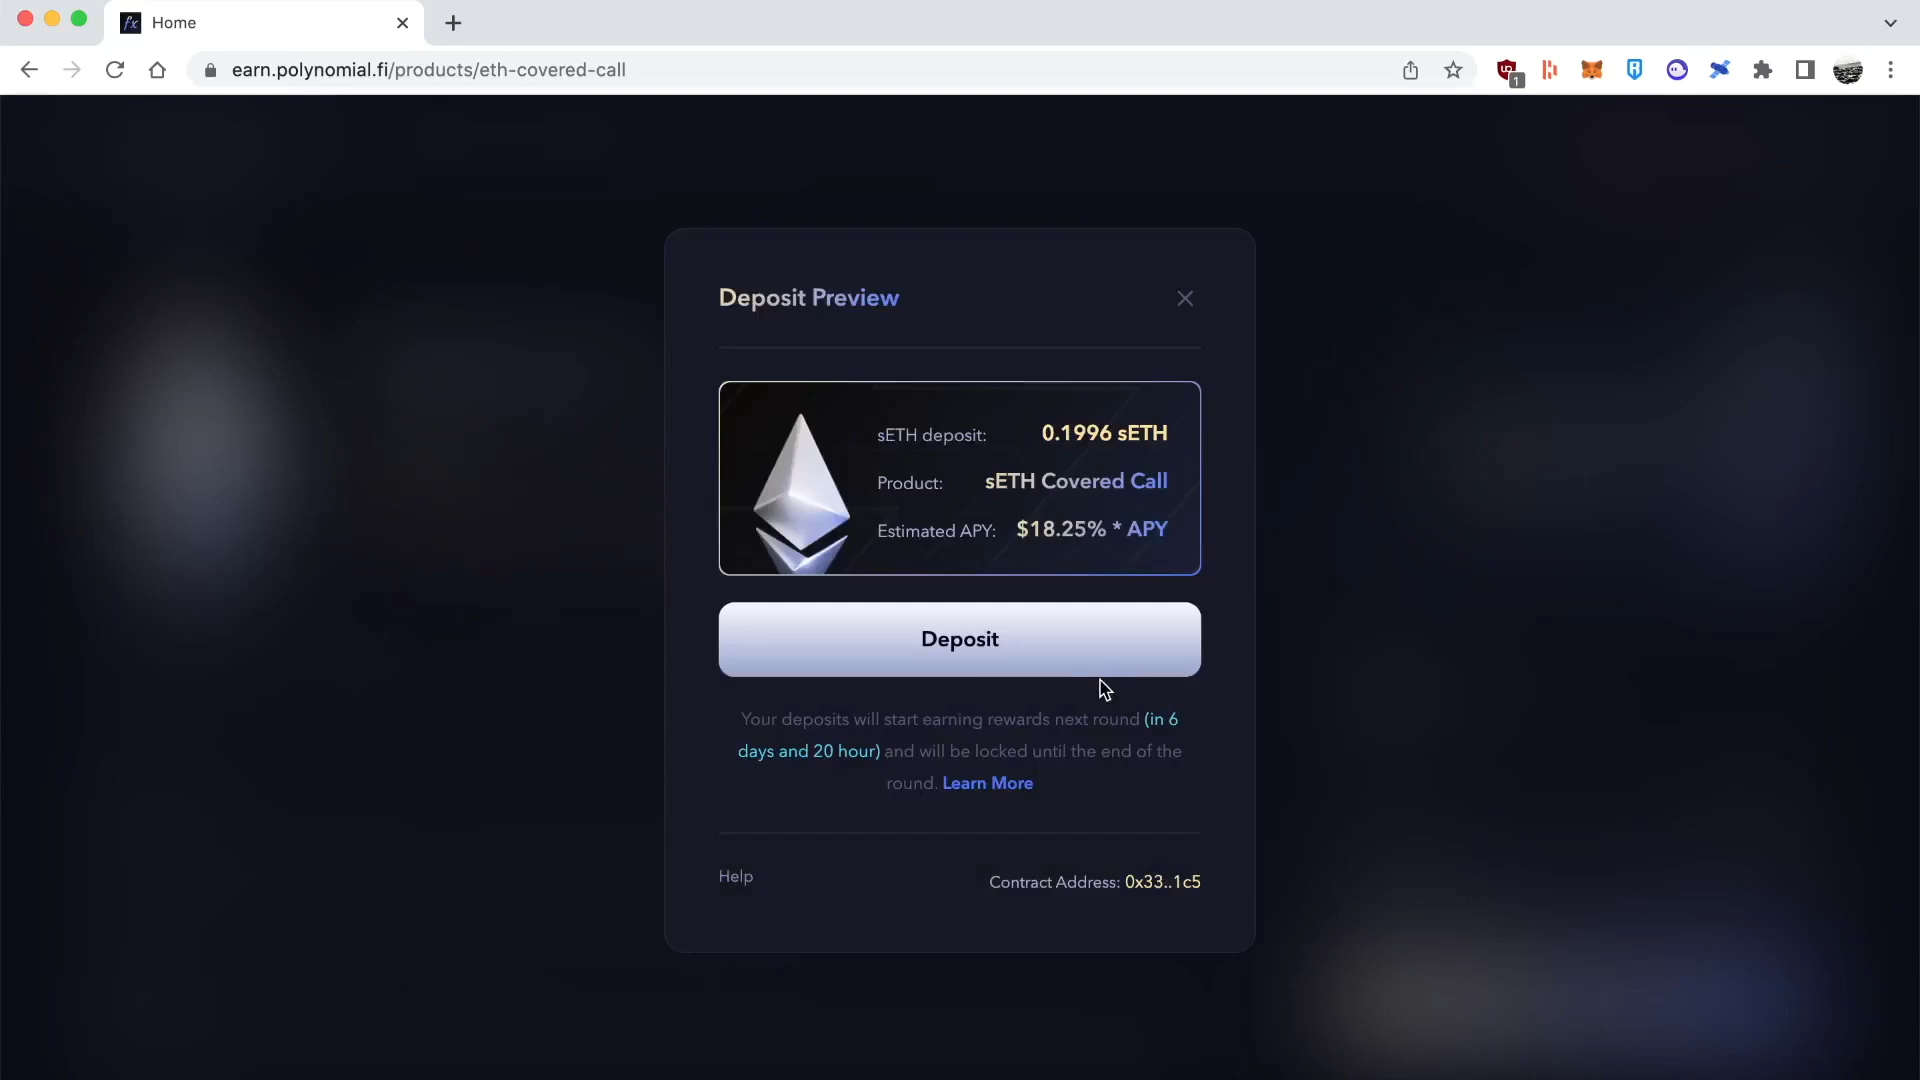 fx Home
earn.polynomial.fi/products/eth-covered-call
1
Deposit Preview
sETH deposit: 0.1996 sETH
Product: sETH Covered Call
Estimated APY: $18.25% * APY
Deposit
Your deposits will start earning rewards next round (in 6
days and 20 hour) and will be locked until the end of the
round. Learn More
Help
Contract Address: 0x33..1c5